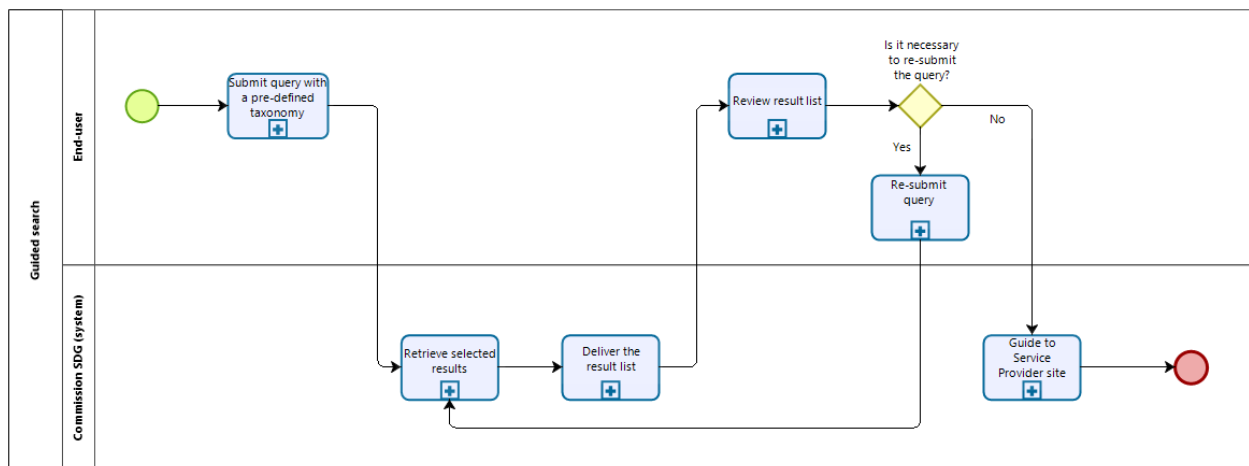 Guided search
End-user
Submit query with
a pre-defined
taxonomy
Review result list
Is it necessary
to re-submit
the query?
No
Yes
Re-submit
query
Commission SDG (system)
Retrieve selected
results
Deliver the
result list
Guide to
Service
Provider site